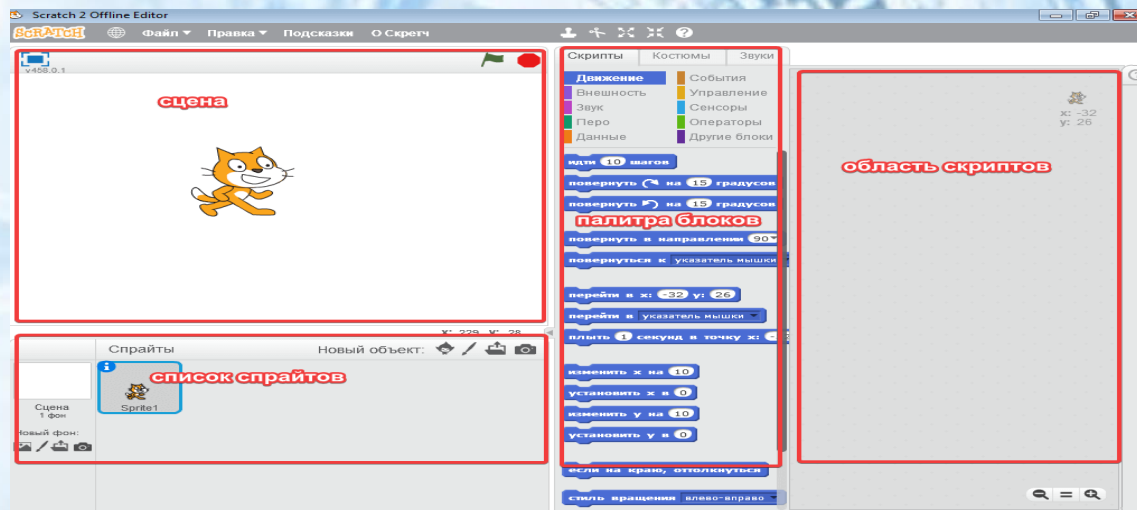 Scratch 2 Offline Editor
SCRATCH Файл Правка Подсказки О Скретч
v458.0.1
сцена
X: 229 Y: 28
Спрайты Новый объект:
список спрайтов
Sprite1
Сцена
1 фон
Новый фон:
Скрипты Костюмы Звуки
Движение События
Внешность Управление
Звук Сенсоры
Перо Операторы
Данные Другие блоки
идти 10 шагов
повернуть на 15 градусов
повернуть на 15 градусов
палитра блоков
повернуть в направлении 90
повернуться к указатель мышки
перейти в x: -32 y: 26
перейти в указатель мышки
плыть 1 секунд в точку x:
изменить x на 10
установить x в 0
изменить y на 10
установить y в 0
если на краю, оттолкнуться
стиль вращения влево-вправо
x: -32
y: 26
область скриптов